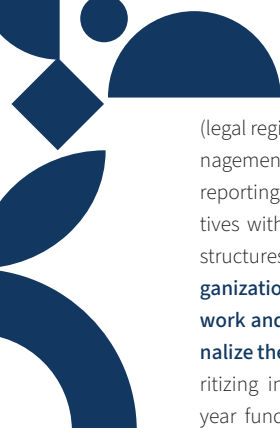 (legal regi
nagemen
reporting
tives with
structures
ganizatio
work and
nalize the
ritizing in
year fund